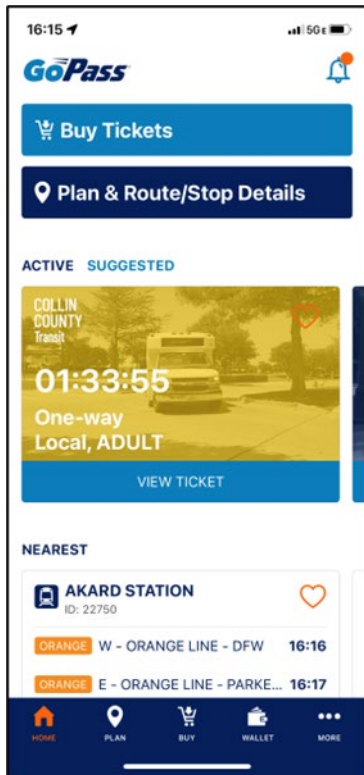 16:15
5G E
GoPass
Buy Tickets
Plan & Route/Stop Details
ACTIVE SUGGESTED
COLLIN
COUNTY
Transit
01:33:55
One-way
Local, ADULT
VIEW TICKET
NEAREST
AKARD STATION
ID: 22750
ORANGE W - ORANGE LINE - DFW 16:16
ORANGE E - ORANGE LINE - PARKE... 16:17
HOME PLAN BUY WALLET MORE